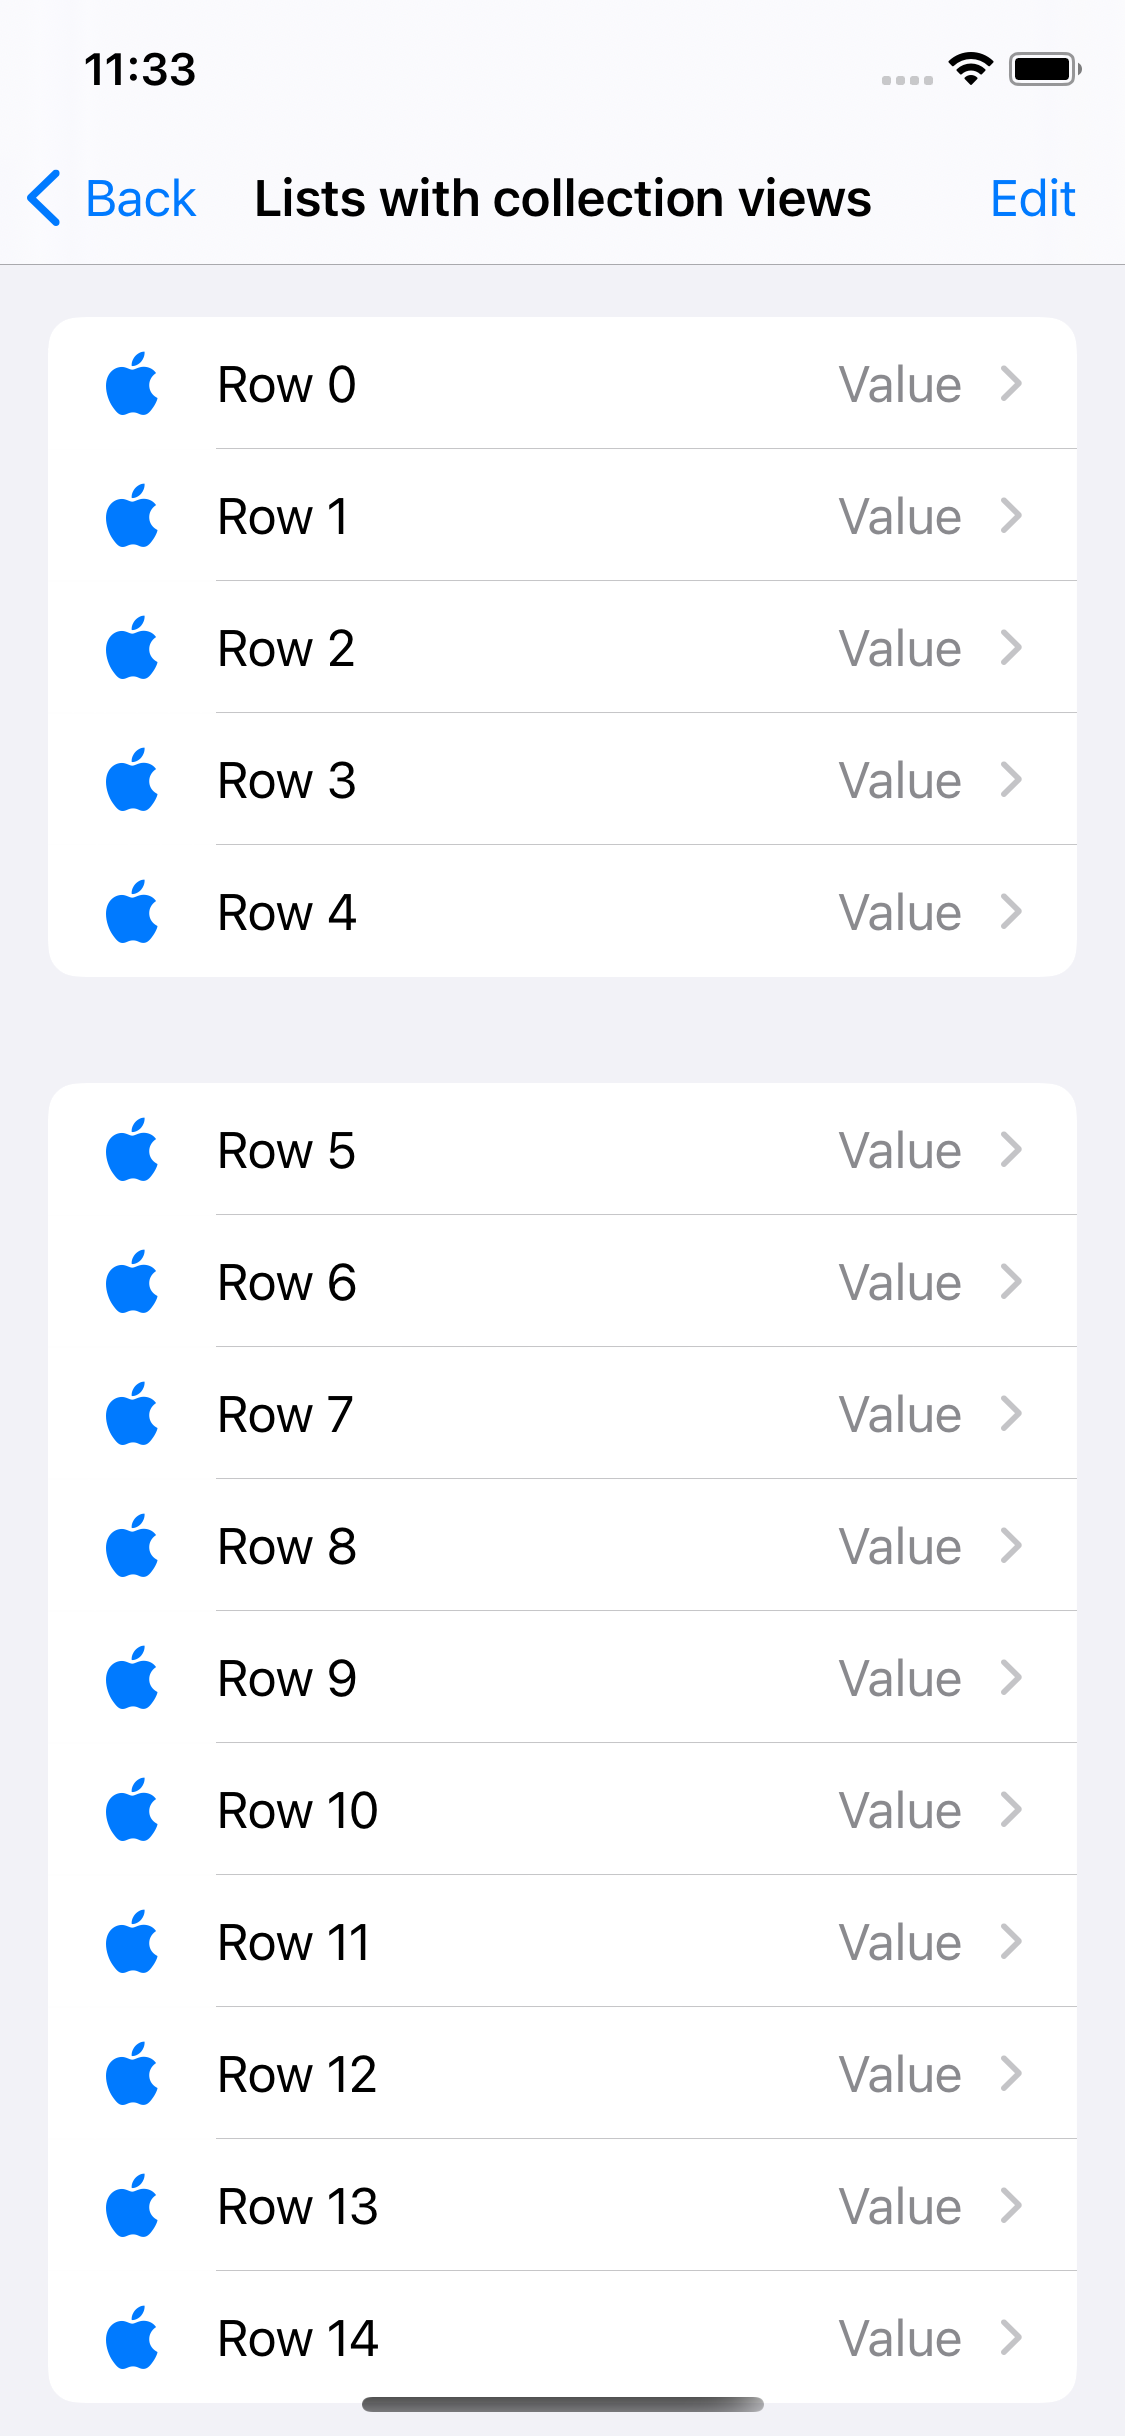 11:33
Back Lists with collection views Edit
Row 0 Value
Row 1 Value
Row 2 Value
Row 3 Value
Row 4 Value
Row 5 Value
Row 6 Value
Row 7 Value
Row 8 Value
Row 9 Value
Row 10 Value
Row 11 Value
Row 12 Value
Row 13 Value
Row 14 Value